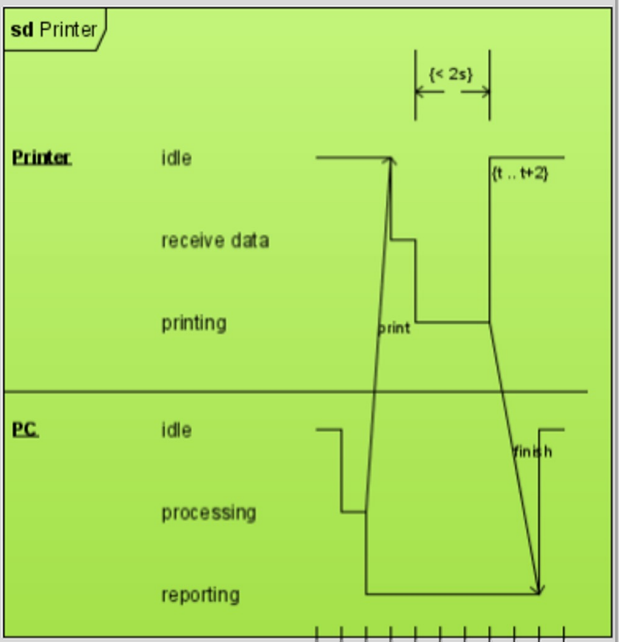 sd Printer
{< 2s}
Printer idle
{t .. t+2}
receive data
printing
print
PC idle
finish
processing
reporting